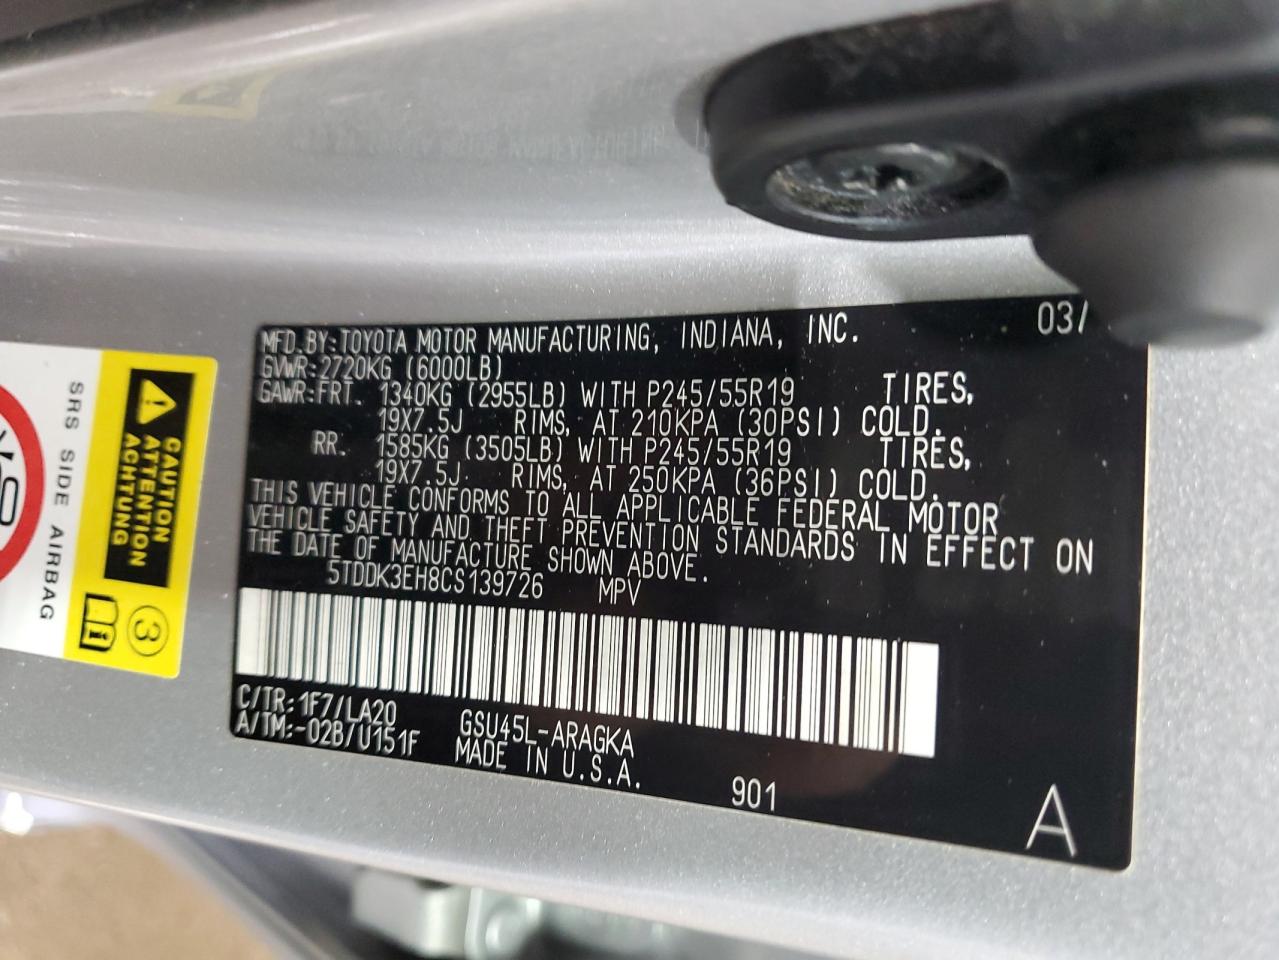 03/
MFD.BY:TOYOTA MOTOR MANUFACTURING, INDIANA, INC.
GVWR:2720KG (6000LB)
GAWR:FRT. 1340KG (2955LB) WITH P245/55R19 TIRES,
19X7.5J RIMS, AT 210KPA (30PSI) COLD.
RR. 1585KG (3505LB) WITH P245/55R19 TIRES,
19X7.5J RIMS, AT 250KPA (36PSI) COLD.
THIS VEHICLE CONFORMS TO ALL APPLICABLE FEDERAL MOTOR
VEHICLE SAFETY AND THEFT PREVENTION STANDARDS IN EFFECT ON
THE DATE OF MANUFACTURE SHOWN ABOVE.
5TDDK3EH8CS139726 MPV
C/TR:1F7/LA20 GSU45L-ARAGKA
A/TM:-02B/U151F MADE IN U.S.A.
901
A
CAUTION
ATTENTION
ACHTUNG
3
SRS SIDE AIRBAG